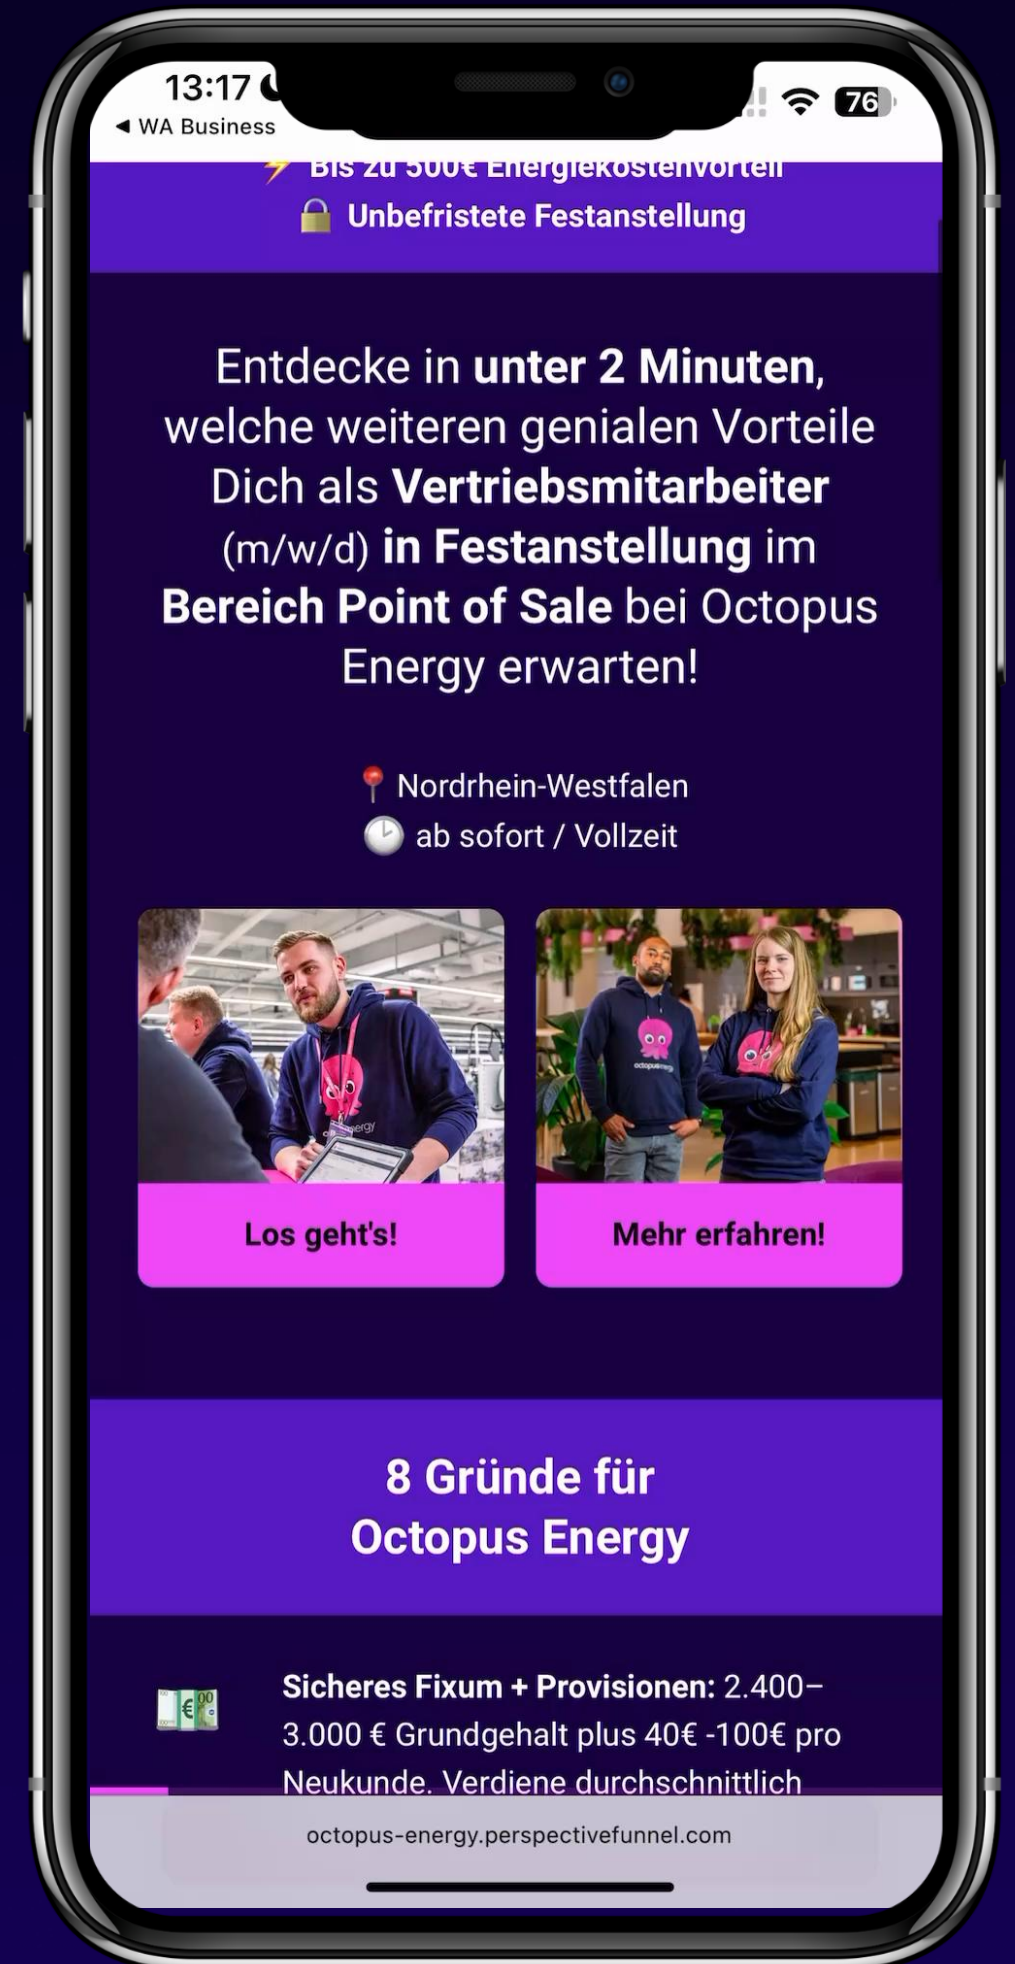 13:17
◀ WA Business
76
⚡ Bis zu 500€ Energiekostenvorteil
🔒 Unbefristete Festanstellung
Entdecke in unter 2 Minuten,
welche weiteren genialen Vorteile
Dich als Vertriebsmitarbeiter
(m/w/d) in Festanstellung im
Bereich Point of Sale bei Octopus
Energy erwarten!
📍 Nordrhein-Westfalen
🕒 ab sofort / Vollzeit
Los geht's!
Mehr erfahren!
8 Gründe für
Octopus Energy
Sicheres Fixum + Provisionen: 2.400–
3.000 € Grundgehalt plus 40€ -100€ pro
Neukunde. Verdiene durchschnittlich
octopus-energy.perspectivefunnel.com